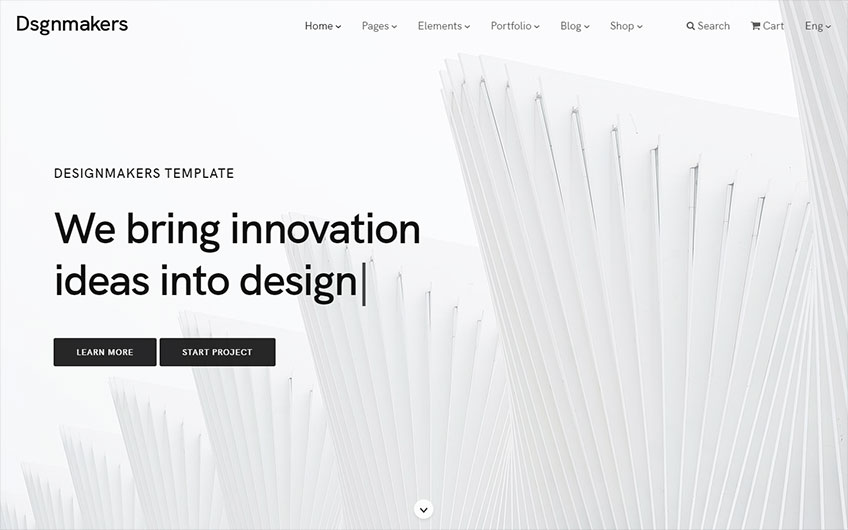 Dsgnmakers
Home Pages Elements Portfolio Blog Shop Search Cart Eng
DESIGNMAKERS TEMPLATE
We bring innovation
ideas into design|
LEARN MORE START PROJECT